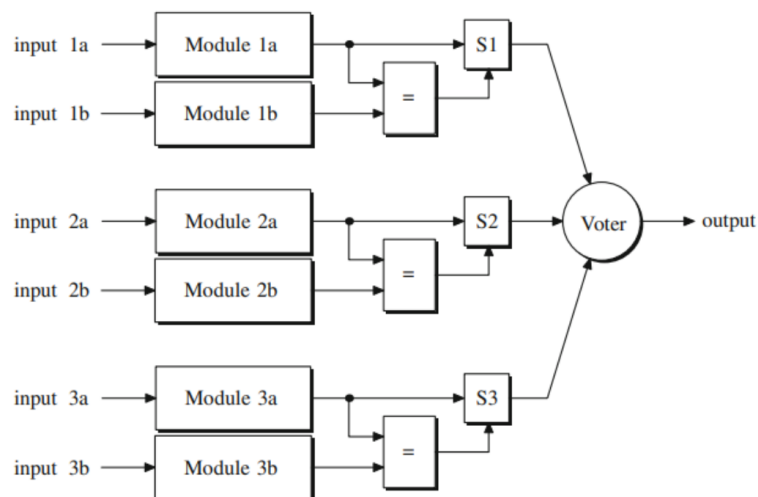 input 1a Module 1a S1
=
input 1b Module 1b
input 2a Module 2a S2 Voter output
=
input 2b Module 2b
input 3a Module 3a S3
=
input 3b Module 3b